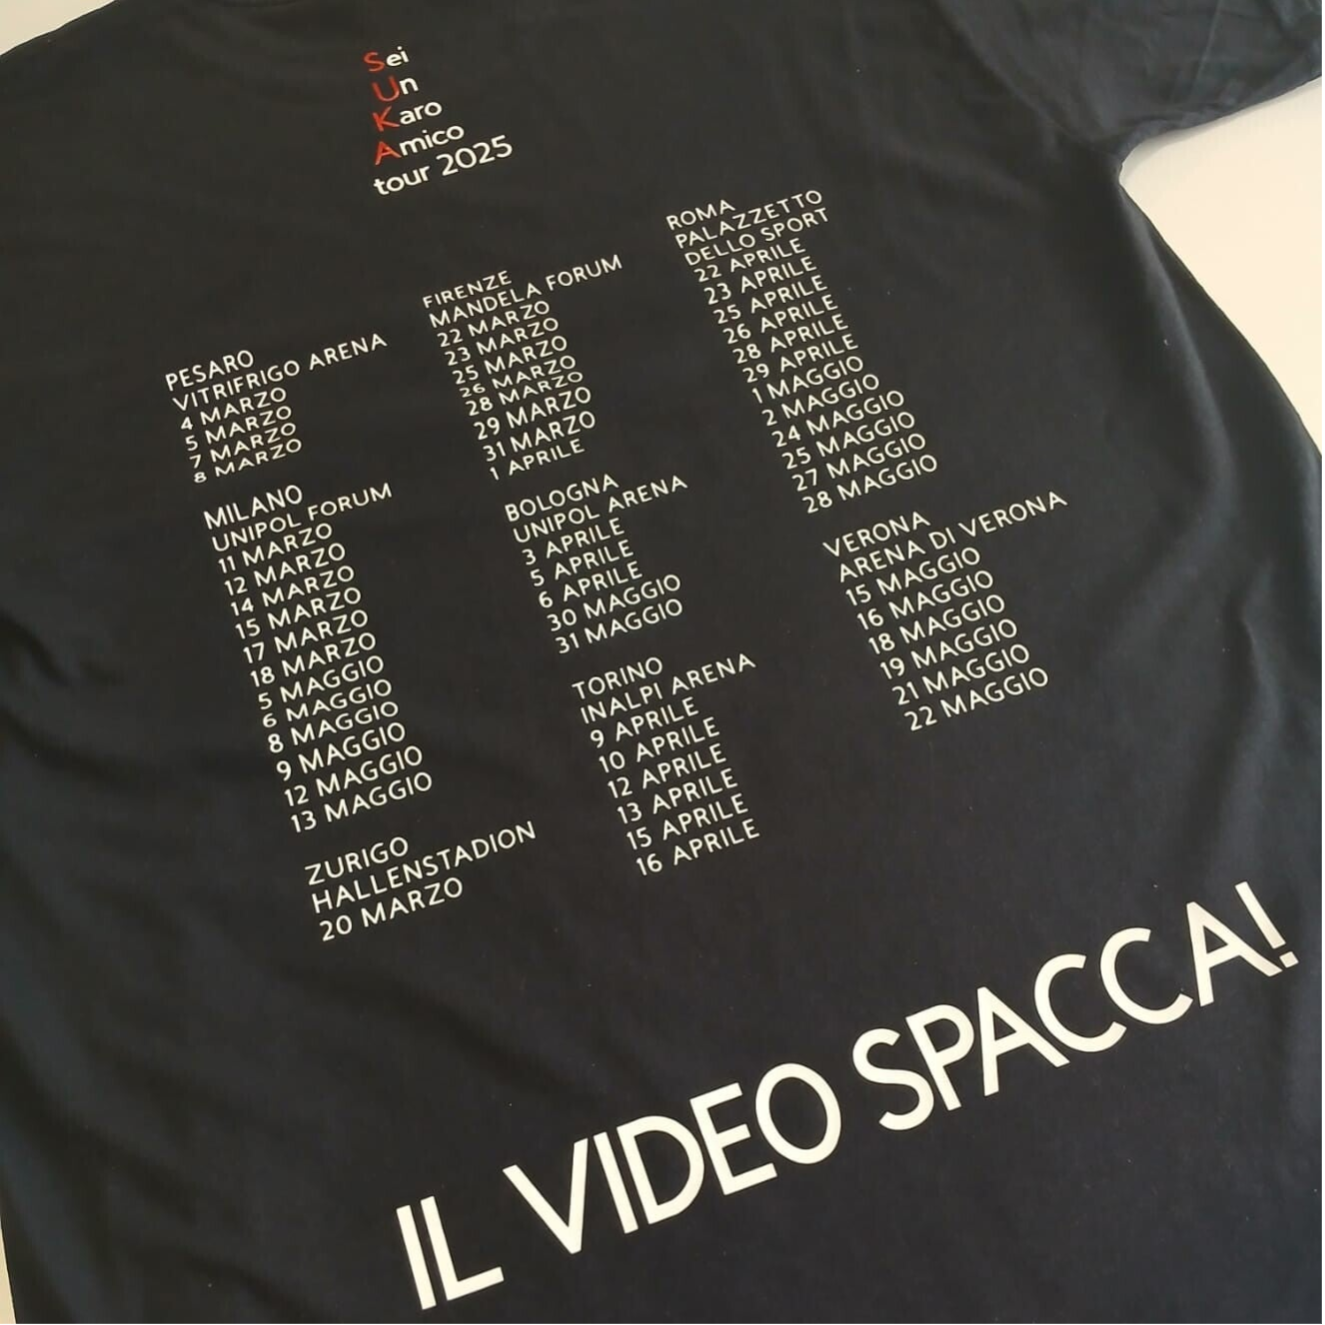 Sei
Un
Karo
Amico
tour 2025
PESARO
VITRIFRIGO ARENA
4 MARZO
5 MARZO
7 MARZO
8 MARZO
MILANO
UNIPOL FORUM
11 MARZO
12 MARZO
14 MARZO
15 MARZO
17 MARZO
18 MARZO
5 MAGGIO
6 MAGGIO
8 MAGGIO
9 MAGGIO
12 MAGGIO
13 MAGGIO
ZURIGO
HALLENSTADION
20 MARZO
FIRENZE
MANDELA FORUM
22 MARZO
23 MARZO
25 MARZO
26 MARZO
28 MARZO
29 MARZO
31 MARZO
1 APRILE
BOLOGNA
UNIPOL ARENA
3 APRILE
5 APRILE
6 APRILE
30 MAGGIO
31 MAGGIO
TORINO
INALPI ARENA
9 APRILE
10 APRILE
12 APRILE
13 APRILE
15 APRILE
16 APRILE
ROMA
PALAZZETTO
DELLO SPORT
22 APRILE
23 APRILE
25 APRILE
26 APRILE
28 APRILE
29 APRILE
1 MAGGIO
2 MAGGIO
24 MAGGIO
25 MAGGIO
27 MAGGIO
28 MAGGIO
VERONA
ARENA DI VERONA
15 MAGGIO
16 MAGGIO
18 MAGGIO
19 MAGGIO
21 MAGGIO
22 MAGGIO
IL VIDEO SPACCA!